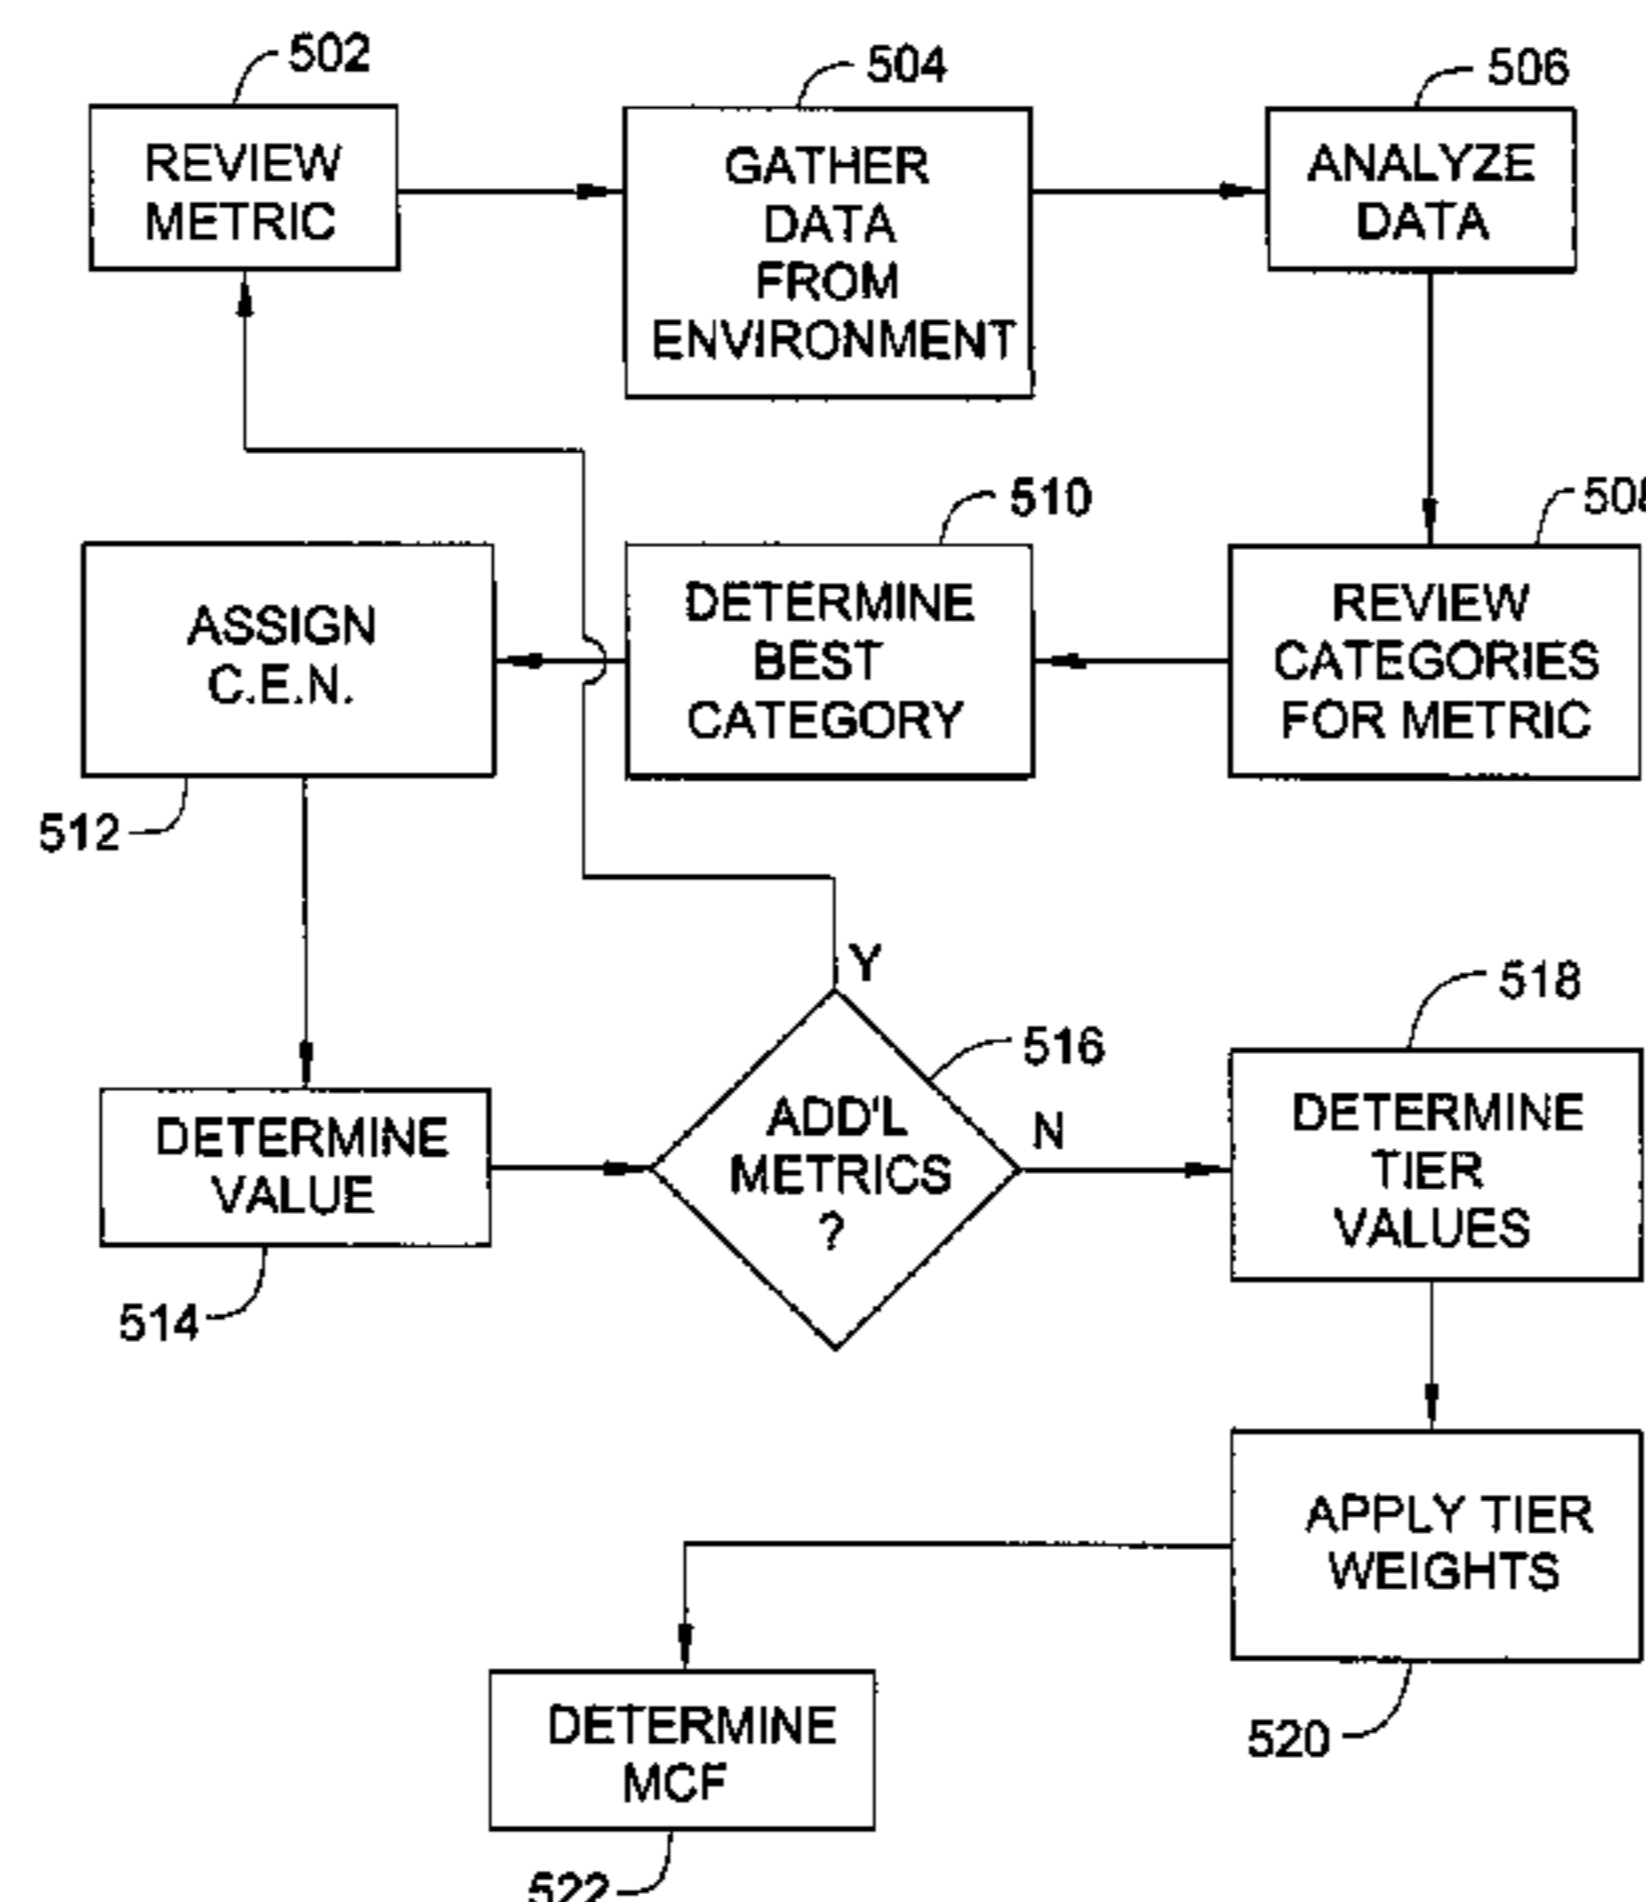 502
504
506
REVIEW
METRIC
GATHER
DATA
FROM
ENVIRONMENT
ANALYZE
DATA
510
ASSIGN
C.E.N.
DETERMINE
BEST
CATEGORY
REVIEW
CATEGORIES
FOR METRIC
512
Y
518
516
DETERMINE
VALUE
ADD'L
METRICS
?
N
DETERMINE
TIER
VALUES
514
APPLY TIER
WEIGHTS
520
DETERMINE
MCF
522